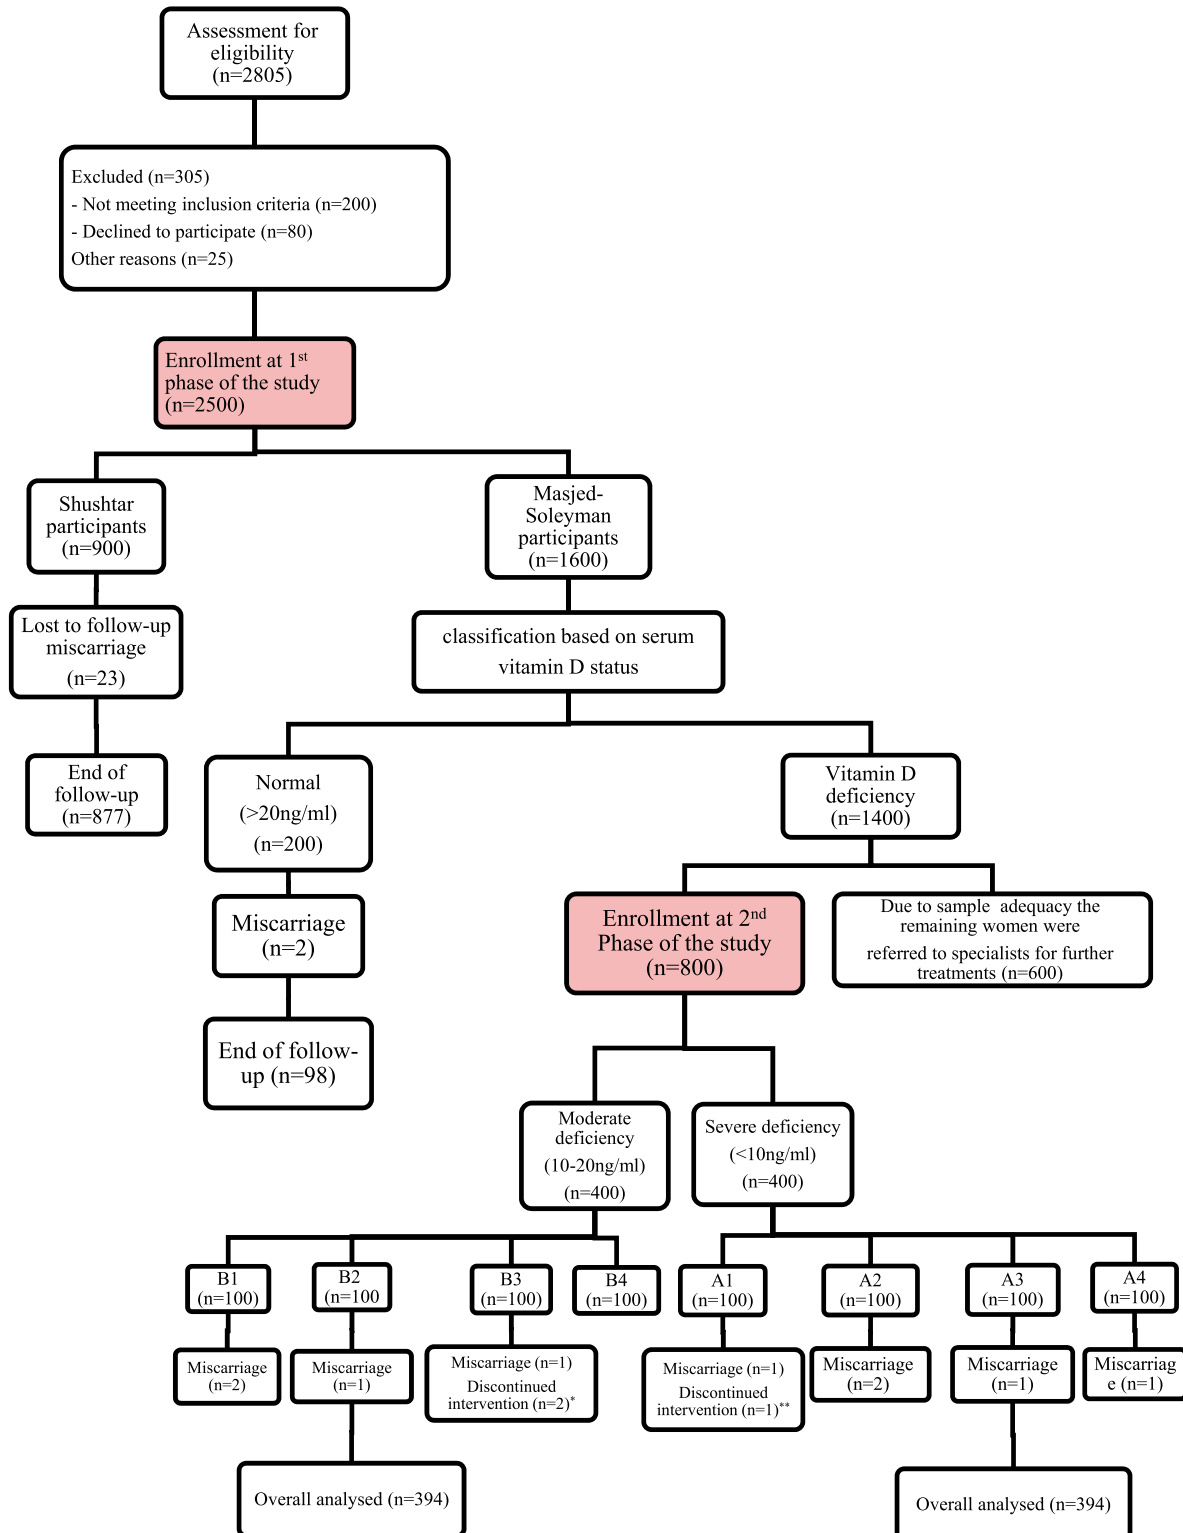 Assessment for
eligibility
(n=2805)
Excluded (n=305)
- Not meeting inclusion criteria (n=200)
- Declined to participate (n=80)
Other reasons (n=25)
Enrollment at 1st
phase of the study
(n=2500)
Shushtar
participants
(n=900)
Masjed-
Soleyman
participants
(n=1600)
Lost to follow-up
miscarriage
(n=23)
classification based on serum
vitamin D status
End of
follow-up
(n=877)
Normal
(>20ng/ml)
(n=200)
Vitamin D
deficiency
(n=1400)
Miscarriage
(n=2)
Enrollment at 2nd
Phase of the study
(n=800)
Due to sample adequacy the
remaining women were
referred to specialists for further
treatments (n=600)
End of follow-
up (n=98)
Moderate
deficiency
(10-20ng/ml)
(n=400)
Severe deficiency
(<10ng/ml)
(n=400)
B1
(n=100)
B2
(n=100
B3
(n=100)
B4
(n=100)
A1
(n=100)
A2
(n=100)
A3
(n=100)
A4
(n=100)
Miscarriage
(n=2)
Miscarriage
(n=1)
Miscarriage (n=1)
Discontinued
intervention (n=2)*
Miscarriage (n=1)
Discontinued
intervention (n=1)**
Miscarriage
(n=2)
Miscarriage
(n=1)
Miscarriag
e (n=1)
Overall analysed (n=394)
Overall analysed (n=394)